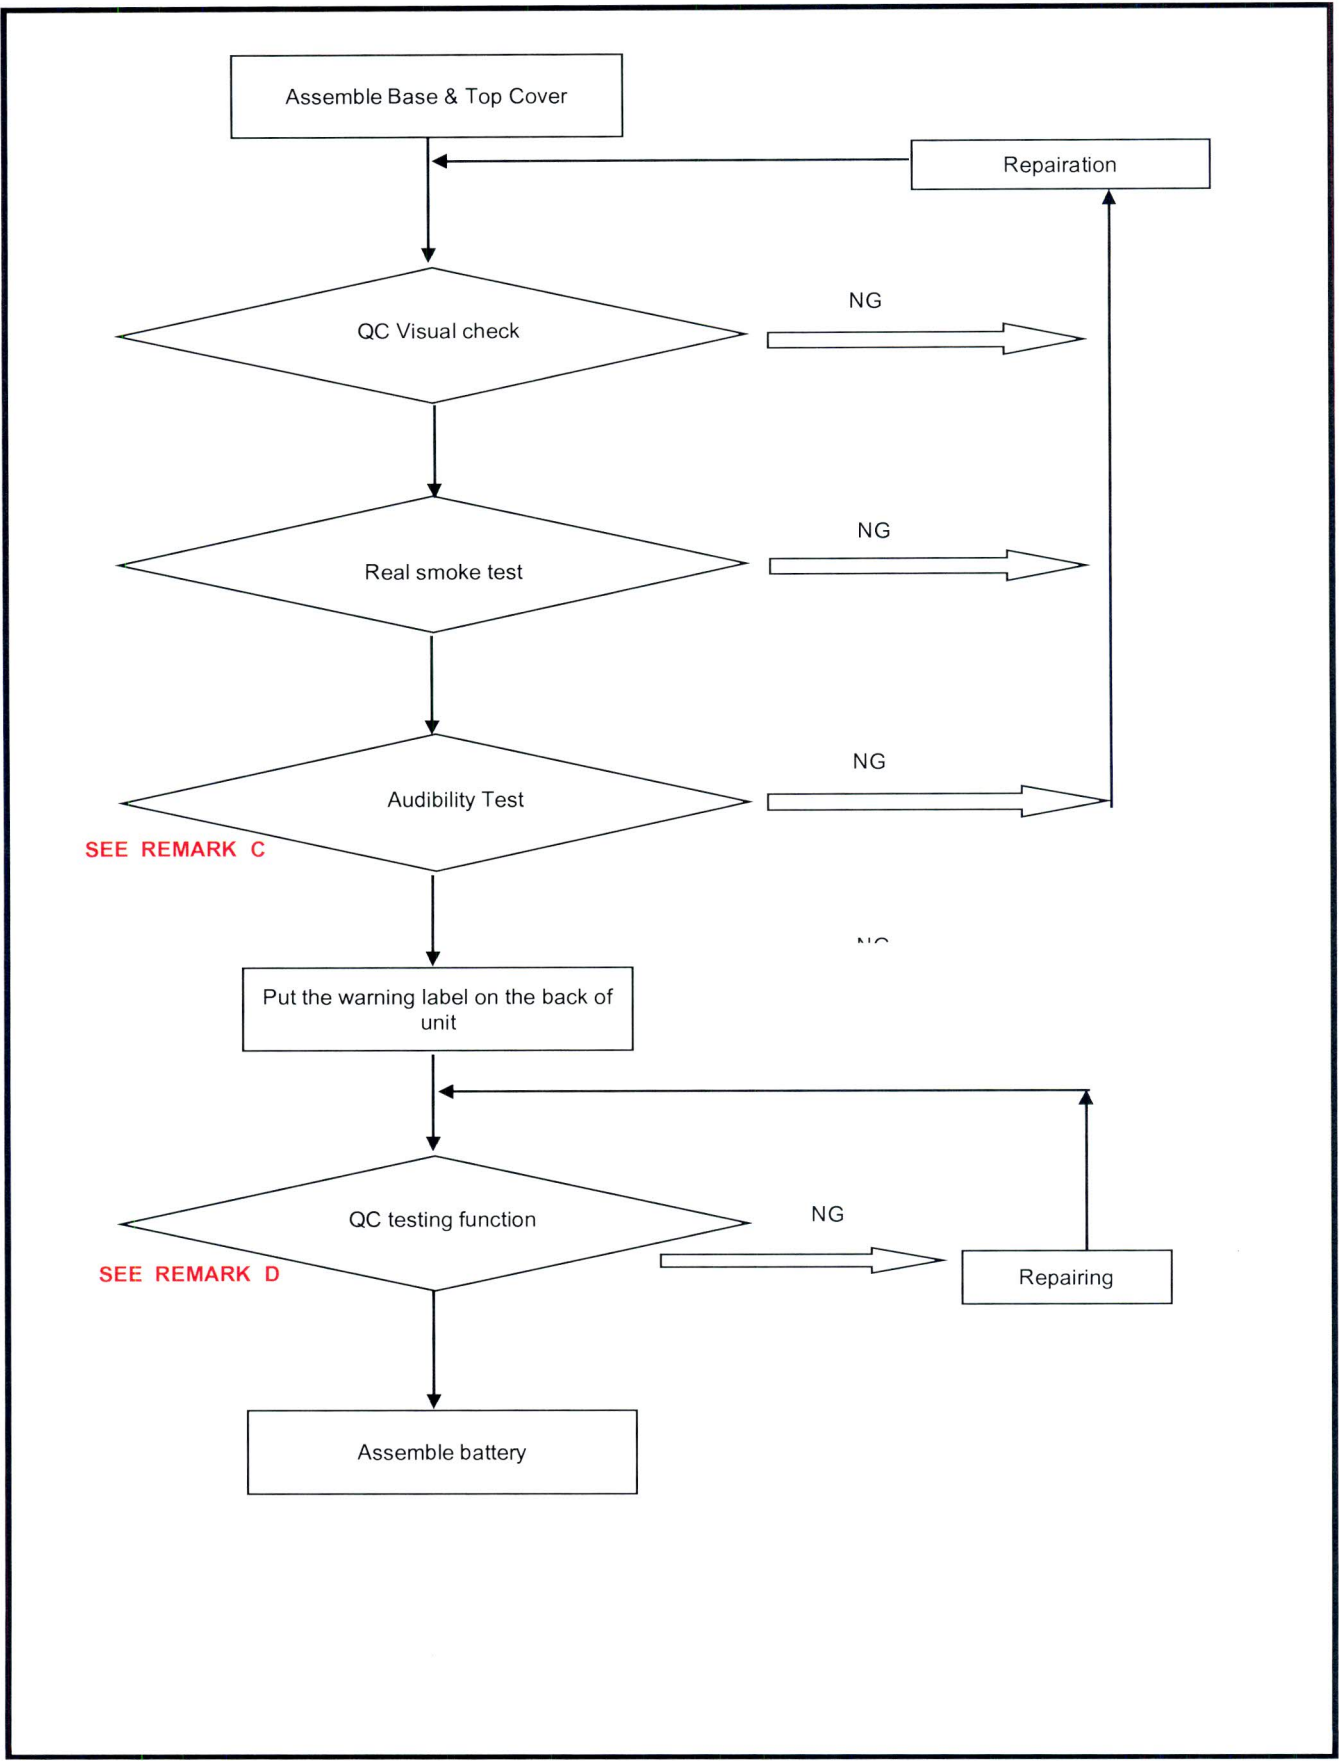 Assemble Base & Top Cover
Repairation
QC Visual check
NG
Real smoke test
NG
Audibility Test
NG
SEE REMARK C
Put the warning label on the back of
unit
QC testing function
NG
SEE REMARK D
Repairing
Assemble battery